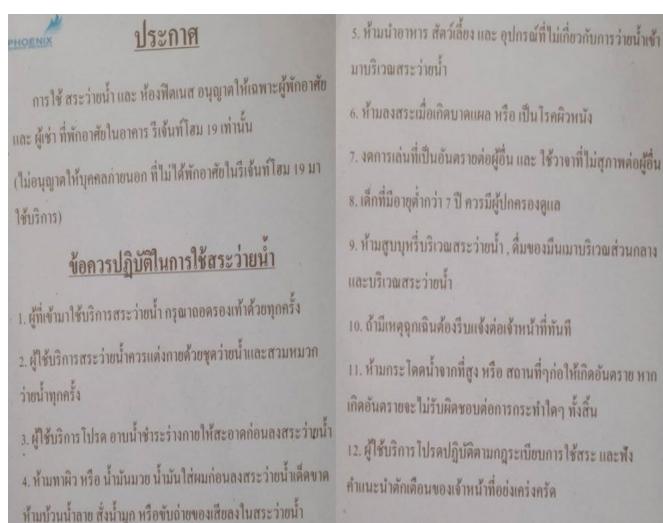 PHOENIX
ประกาศ
การใช้ สระว่ายน้ำ และ ห้องฟิตเนส อนุญาตให้เฉพาะผู้พักอาศัย
และ ผู้เช่า ที่พักอาศัยในอาคาร รีเจ้นท์โฮม 19 เท่านั้น
(ไม่อนุญาตให้บุคคลภายนอก ที่ไม่ได้พักอาศัยในรีเจ้นท์โฮม 19 มา
ใช้บริการ)
ข้อควรปฏิบัติในการใช้สระว่ายน้ำ
1. ผู้ที่เข้ามาใช้บริการสระว่ายน้ำ กรุณาถอดรองเท้าด้วยทุกครั้ง
2. ผู้ใช้บริการสระว่ายน้ำควรแต่งกายด้วยชุดว่ายน้ำและสวมหมวก
ว่ายน้ำทุกครั้ง
3. ผู้ใช้บริการ โปรด อาบน้ำชำระร่างกายให้สะอาดก่อนลงสระว่ายน้ำ
4. ห้ามทาผิว หรือ น้ำมันมวย น้ำมันใส่ผมก่อนลงสระว่ายน้ำเด็ดขาด
ห้ามบ้วนน้ำลาย สั่งน้ำมูก หรือขับถ่ายของเสียลงในสระว่ายน้ำ
5. ห้ามนำอาหาร สัตว์เลี้ยง และ อุปกรณ์ที่ไม่เกี่ยวกับการว่ายน้ำเข้า
มาบริเวณสระว่ายน้ำ
6. ห้ามลงสระเมื่อเกิดบาดแผล หรือ เป็นโรคผิวหนัง
7. งดการเล่นที่เป็นอันตรายต่อผู้อื่น และ ใช้วาจาที่ไม่สุภาพต่อผู้อื่น
8. เด็กที่มีอายุต่ำกว่า 7 ปี ควรมีผู้ปกครองดูแล
9. ห้ามสูบบุหรี่บริเวณสระว่ายน้ำ , ดื่มของมึนเมาบริเวณส่วนกลาง
และบริเวณสระว่ายน้ำ
10. ถ้ามีเหตุฉุกเฉินต้องรีบแจ้งต่อเจ้าหน้าที่ทันที
11. ห้ามกระโดดน้ำจากที่สูง หรือ สถานที่ๆก่อให้เกิดอันตราย หาก
เกิดอันตรายจะไม่รับผิดชอบต่อการกระทำใดๆ ทั้งสิ้น
12. ผู้ใช้บริการ โปรดปฏิบัติตามกฎระเบียบการใช้สระ และฟัง
คำแนะนำตักเตือนของเจ้าหน้าที่อย่างเคร่งครัด